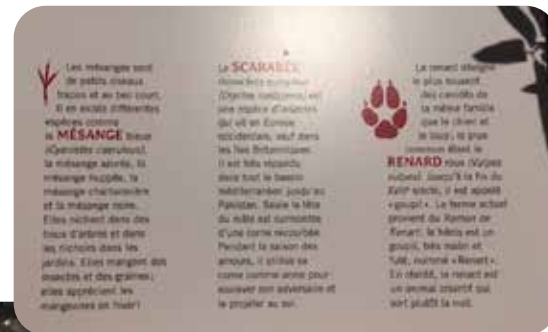 Les mésanges sont
de petits oiseaux
trapus et au bec court.
Il en existe différentes
espèces comme
la MÉSANGE bleue
(Cyanistes caeruleus),
la mésange azurée, la
mésange huppée, la
mésange charbonnière
et la mésange noire.
Elles nichent dans des
trous d'arbres et dans
les nichoirs dans les
jardins. Elles mangent des
insectes et des graines;
elles apprécient les
mangeoires en hiver!
Le SCARABÉE
rhinocéros européen
(Oryctes nasicornis) est
une espèce d'insectes
qui vit en Europe
occidentale, sauf dans
les îles Britanniques.
Il est très répandu
dans tout le bassin
méditerranéen jusqu'au
Pakistan. Seule la tête
du mâle est surmontée
d'une corne recourbée.
Pendant la saison des
amours, il utilise sa
corne comme arme pour
soulever son adversaire et
le projeter au sol.
Le renard désigne
le plus souvent
des canidés de
la même famille
que le chien et
le loup, le plus
commun étant le
RENARD roux (Vulpes
vulpes). Jusqu'à la fin du
XVIIe siècle, il est appelé
«goupil». Le terme actuel
provient du Roman de
Renart: le héros est un
goupil, très malin et
futé, nommé «Renart».
En réalité, le renard est
un animal craintif qui
sort plutôt la nuit.